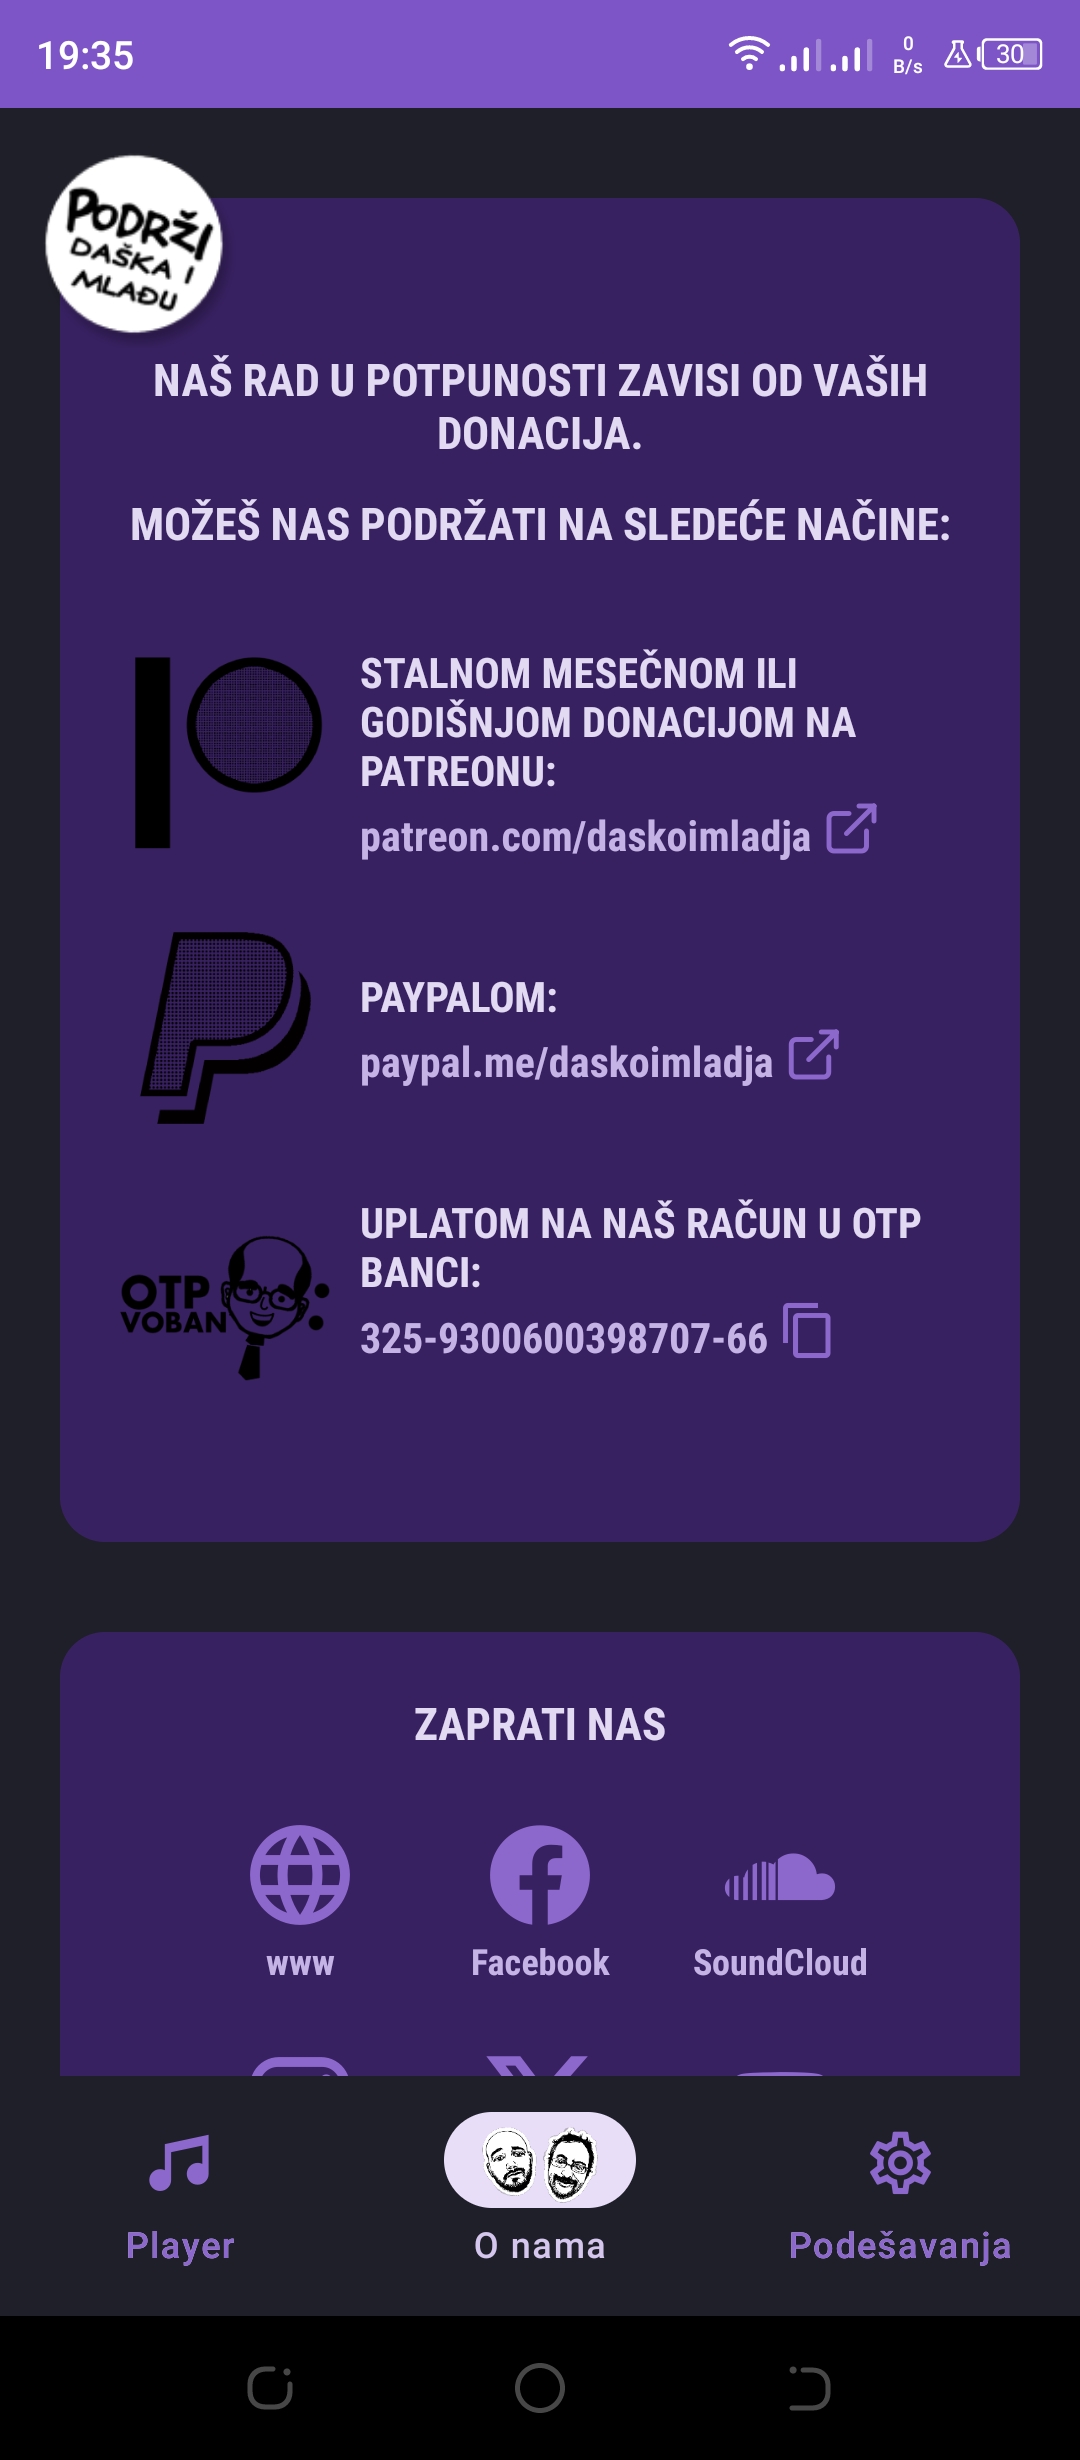 19:35
0
B/s
30
PODRŽI
DAŠKA I
MLAĐU
NAŠ RAD U POTPUNOSTI ZAVISI OD VAŠIH
DONACIJA.
MOŽEŠ NAS PODRŽATI NA SLEDEĆE NAČINE:
STALNOM MESEČNOM ILI
GODIŠNJOM DONACIJOM NA
PATREONU:
patreon.com/daskoimladja
PAYPALOM:
paypal.me/daskoimladja
OTP
VOBAN
UPLATOM NA NAŠ RAČUN U OTP
BANCI:
325-9300600398707-66
ZAPRATI NAS
www
Facebook
SoundCloud
Player
O nama
Podešavanja